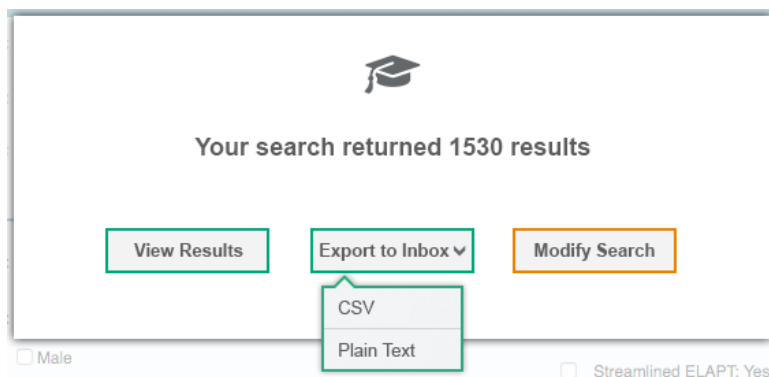 Your search returned 1530 results
View Results
Export to Inbox
Modify Search
CSV
Plain Text
Male
Streamlined ELAPT: Yes